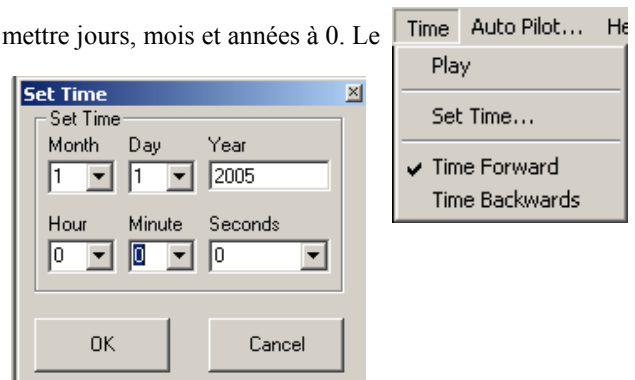 mettre jours, mois et années à 0. Le
Time Auto Pilot... He
Play
Set Time...
Time Forward
Time Backwards
Set Time
Set Time
Month Day Year
1 1 2005
Hour Minute Seconds
0 0 0
OK Cancel